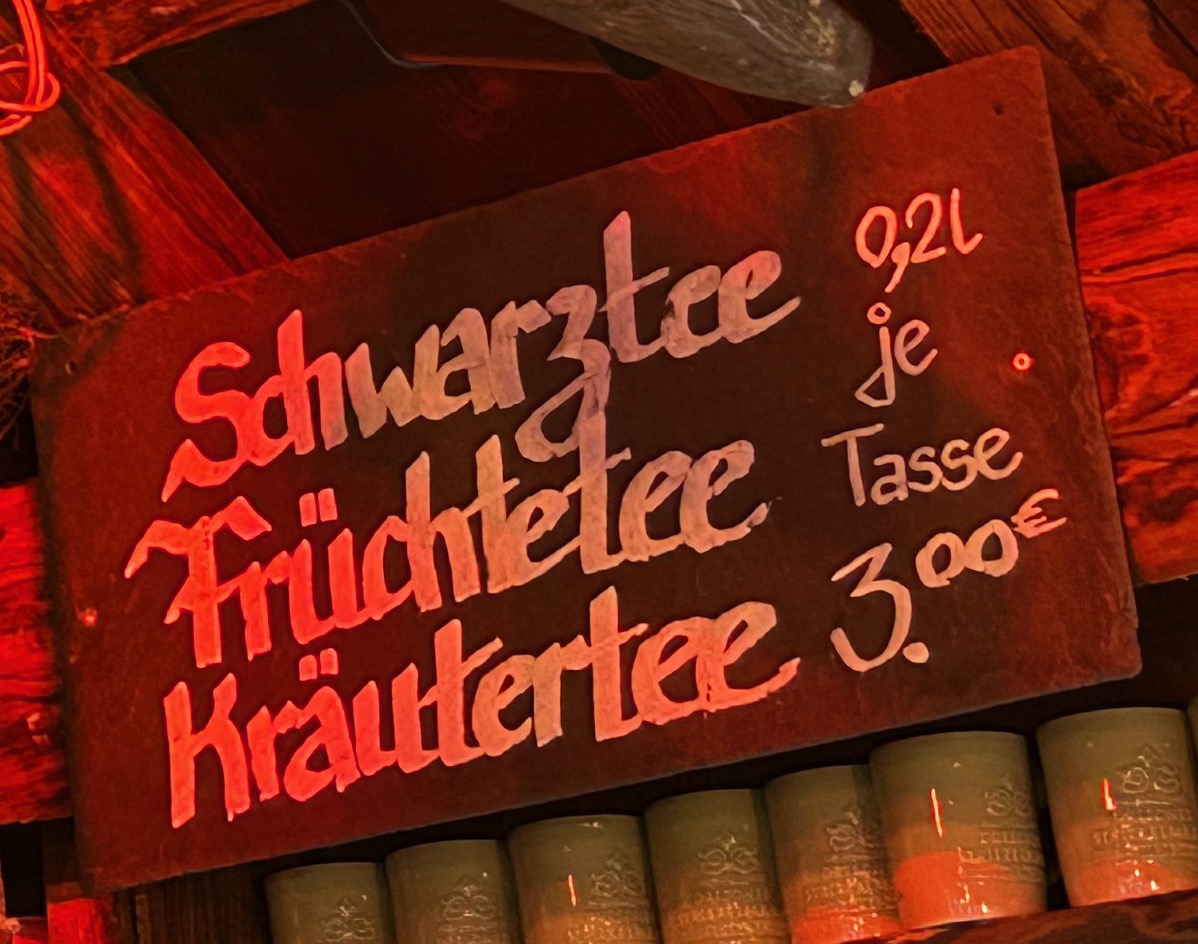 Schwarztee
Früchtetee
Kräutertee
0,2l
je
Tasse
3.00€